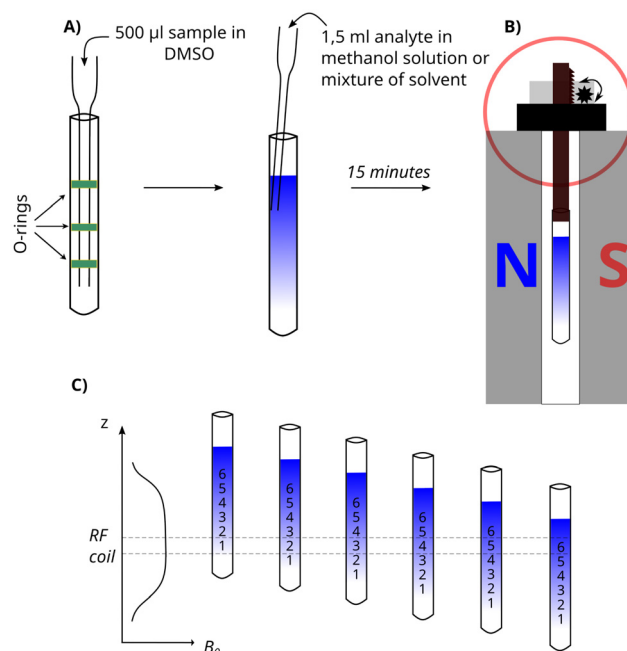 A)
500 µl sample in
DMSO
1,5 ml analyte in
methanol solution or
mixture of solvent
B)
O-rings
15 minutes
N
S
C)
z
RF
coil
B₀
6
5
4
3
2
1
6
5
4
3
2
1
6
5
4
3
2
1
6
5
4
3
2
1
6
5
4
3
2
1
6
5
4
3
2
1